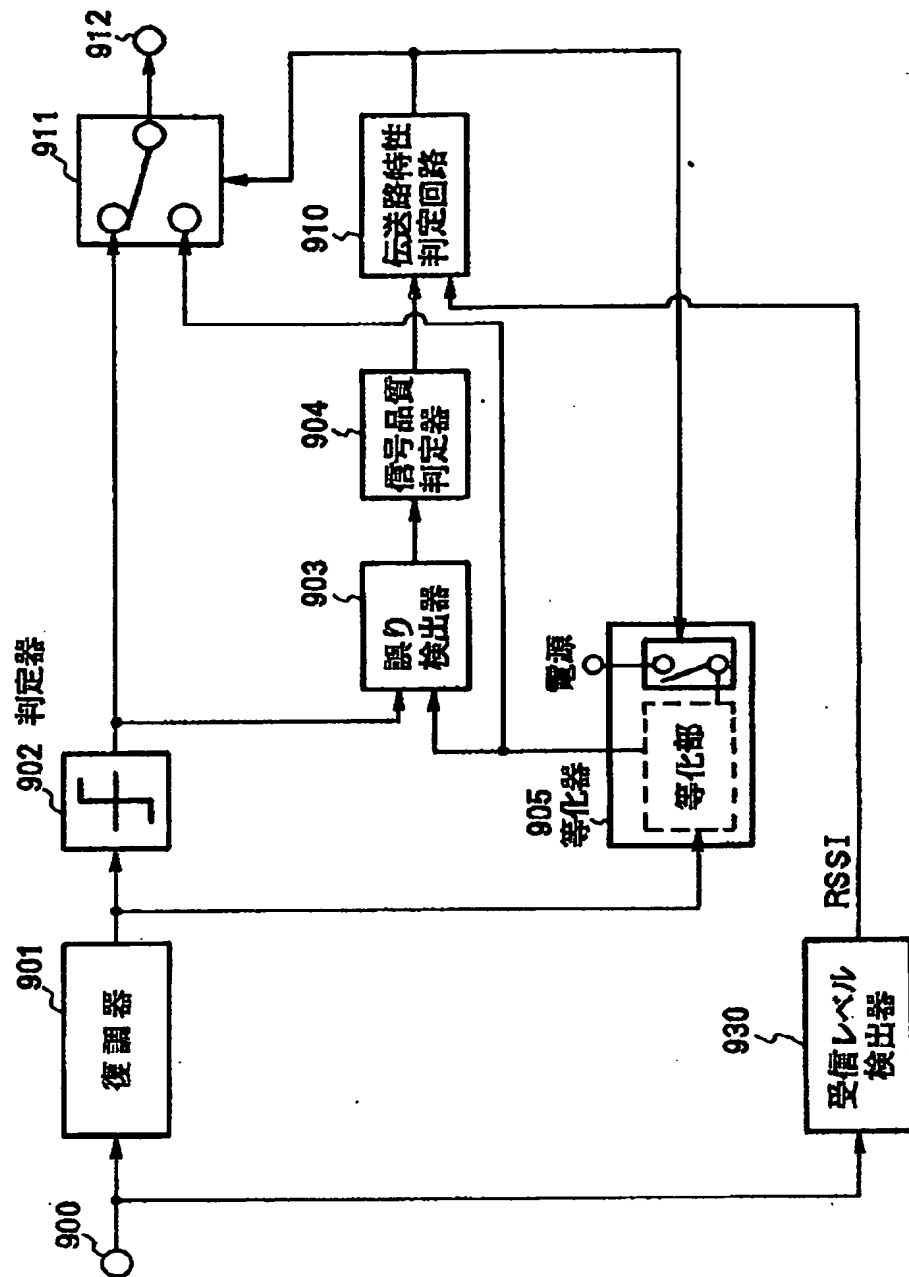 900
901
復調器
902 判定器
903
誤り
検出器
904
信号品質
判定器
910
伝送路特性
判定回路
911
912
905
等化器
等化部
電源
930
受信レベル
検出器
RSSI